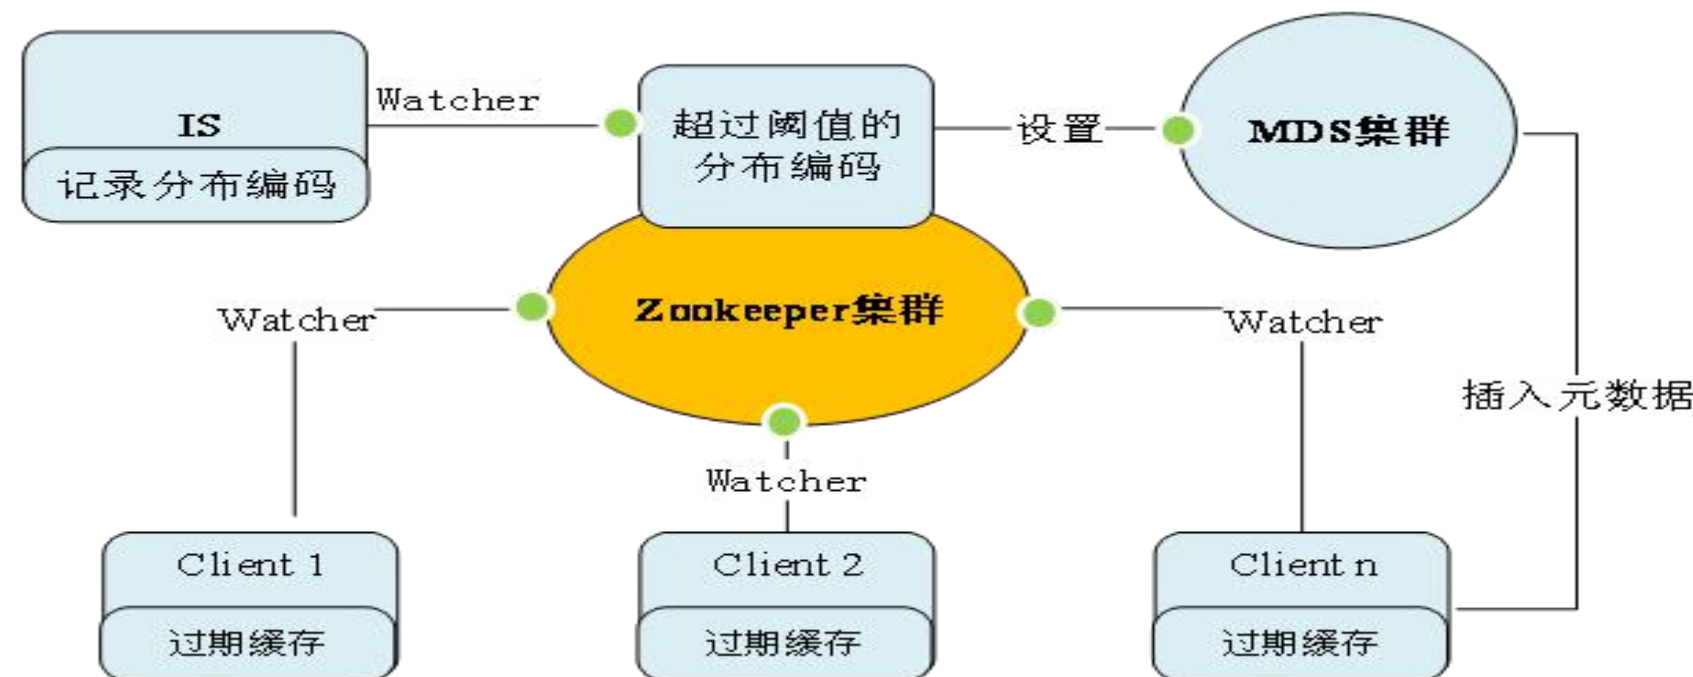 IS
记录分布编码
Watcher
超过阈值的
分布编码
设置
MDS集群
Zookeeper集群
Watcher
Watcher
插入元数据
Watcher
Client 1
过期缓存
Client 2
过期缓存
Client n
过期缓存